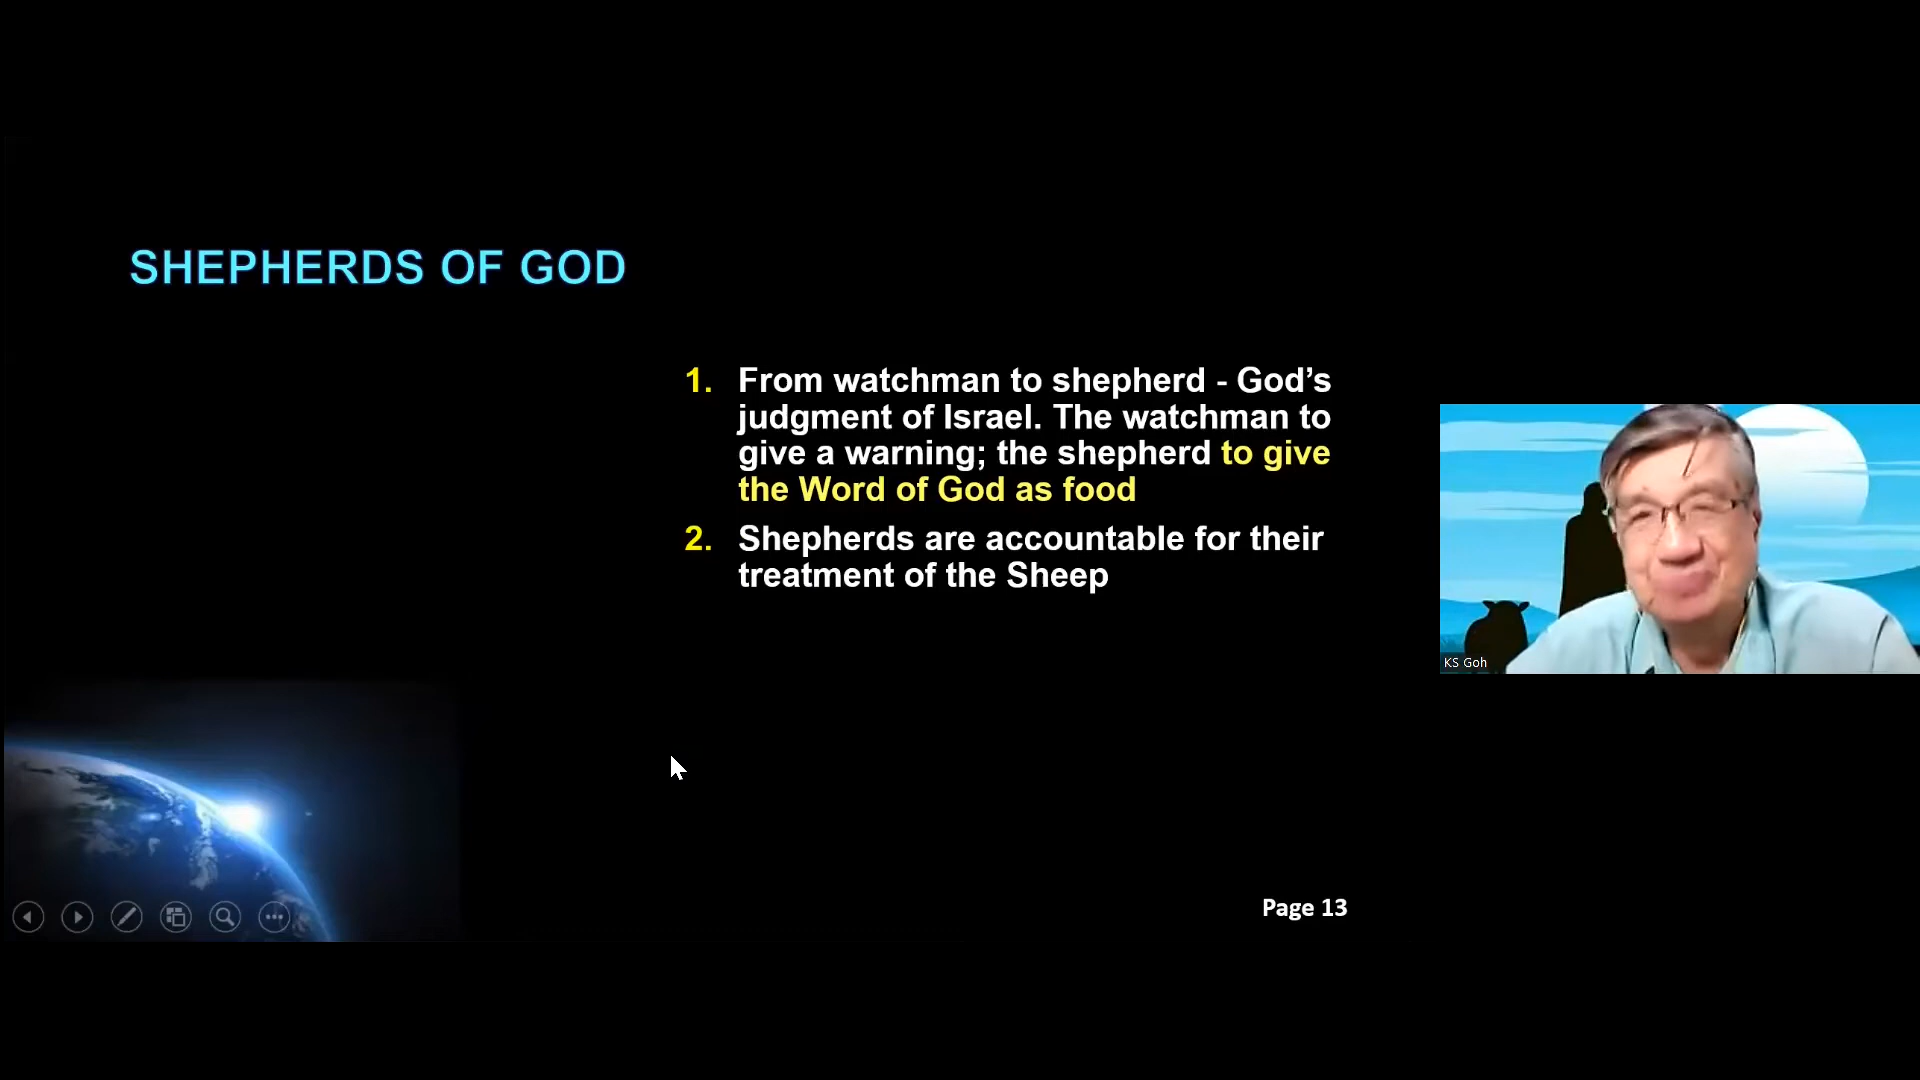 SHEPHERDS OF GOD
1. From watchman to shepherd - God’s
judgment of Israel. The watchman to
give a warning; the shepherd to give
the Word of God as food
2. Shepherds are accountable for their
treatment of the Sheep
KS Goh
Page 13